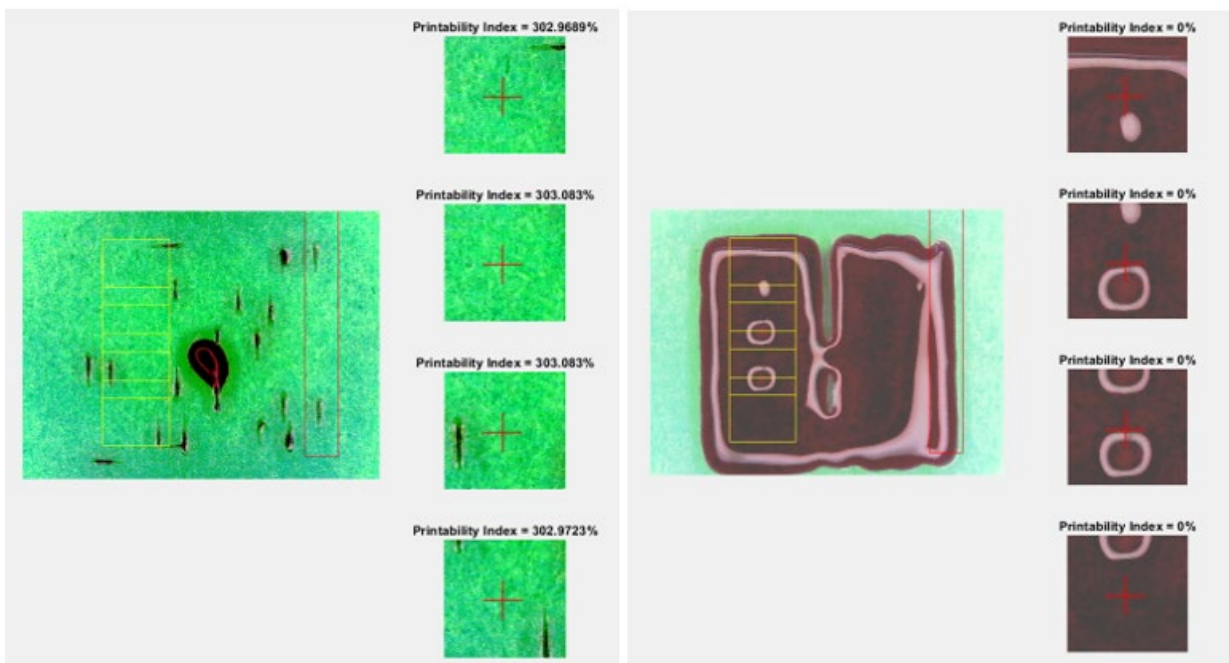 Printability Index = 302.9689%
Printability Index = 303.083%
Printability Index = 303.083%
Printability Index = 302.9723%
Printability Index = 0%
Printability Index = 0%
Printability Index = 0%
Printability Index = 0%